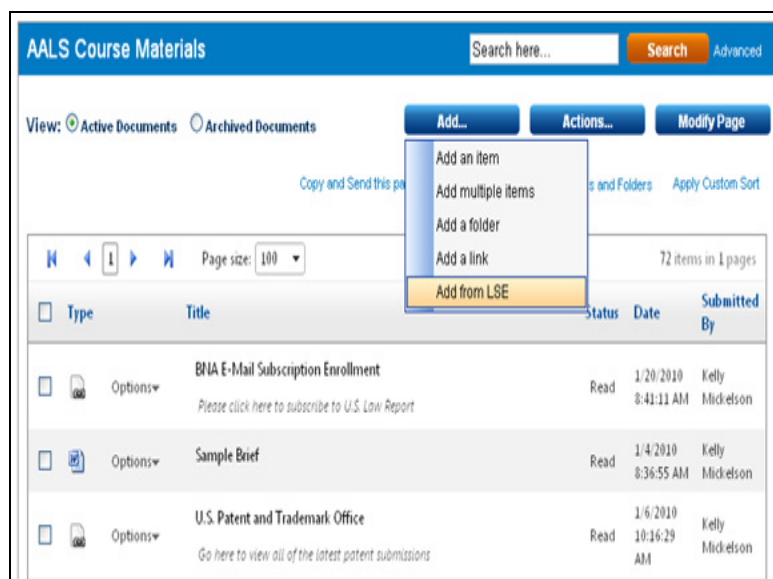 AALS Course Materials
Search here...
Search
Advanced
View: Active Documents Archived Documents
Add...
Actions...
Modify Page
Add an item
Add multiple items
Add a folder
Add a link
Add from LSE
Copy and Send this
and Folders
Apply Custom Sort
1
Page size: 100
72 items in 1 pages
Type Title Status Date Submitted By
Options
BNA E-Mail Subscription Enrollment
Please click here to subscribe to U.S. Law Report
Read
1/20/2010
8:41:11 AM
Kelly
Mickelson
Options
Sample Brief
Read
1/4/2010
8:36:55 AM
Kelly
Mickelson
Options
U.S. Patent and Trademark Office
Go here to view all of the latest patent submissions
Read
1/6/2010
10:16:29
AM
Kelly
Mickelson